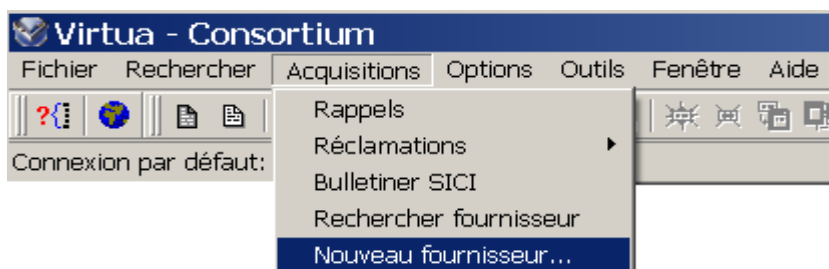 Virtua - Consortium
Fichier Rechercher Acquisitions Options Outils Fenêtre Aide
?{
Rappels
Connexion par défaut:
Réclamations
Bulletiner SICI
Rechercher fournisseur
Nouveau fournisseur...